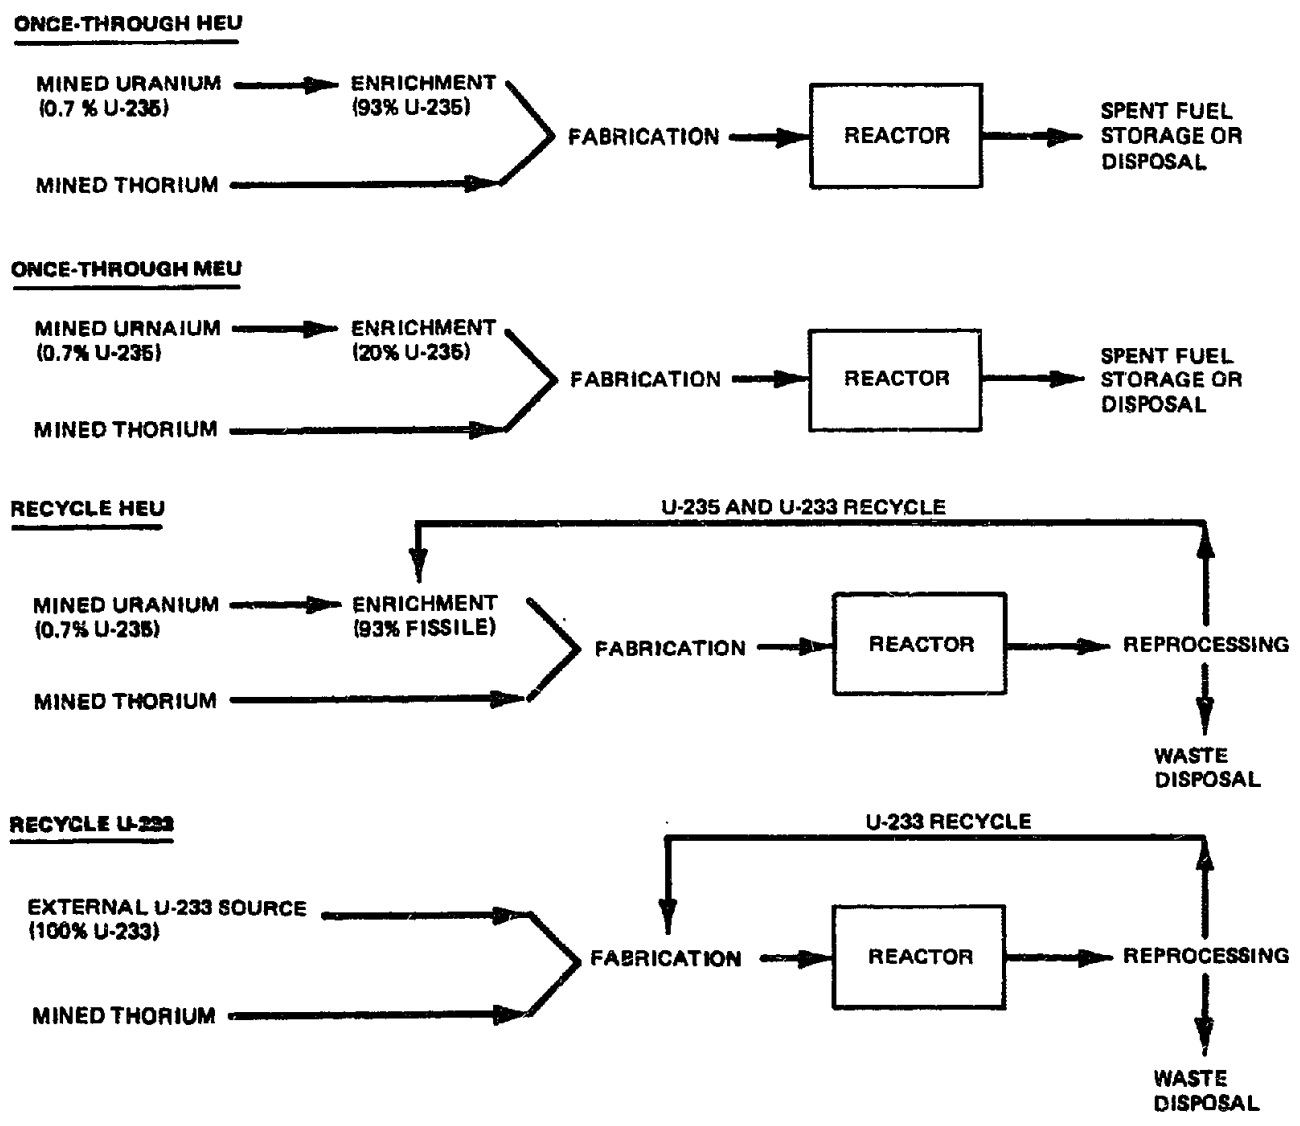 ONCE-THROUGH HEU
MINED URANIUM
(0.7 % U-235)
ENRICHMENT
(93% U-235)
MINED THORIUM
FABRICATION
REACTOR
SPENT FUEL
STORAGE OR
DISPOSAL
ONCE-THROUGH MEU
MINED URNAIUM
(0.7% U-235)
ENRICHMENT
(20% U-235)
MINED THORIUM
FABRICATION
REACTOR
SPENT FUEL
STORAGE OR
DISPOSAL
RECYCLE HEU
U-235 AND U-233 RECYCLE
MINED URANIUM
(0.7% U-235)
ENRICHMENT
(93% FISSILE)
MINED THORIUM
FABRICATION
REACTOR
REPROCESSING
WASTE
DISPOSAL
RECYCLE U-233
U-233 RECYCLE
EXTERNAL U-233 SOURCE
(100% U-233)
MINED THORIUM
FABRICATION
REACTOR
REPROCESSING
WASTE
DISPOSAL